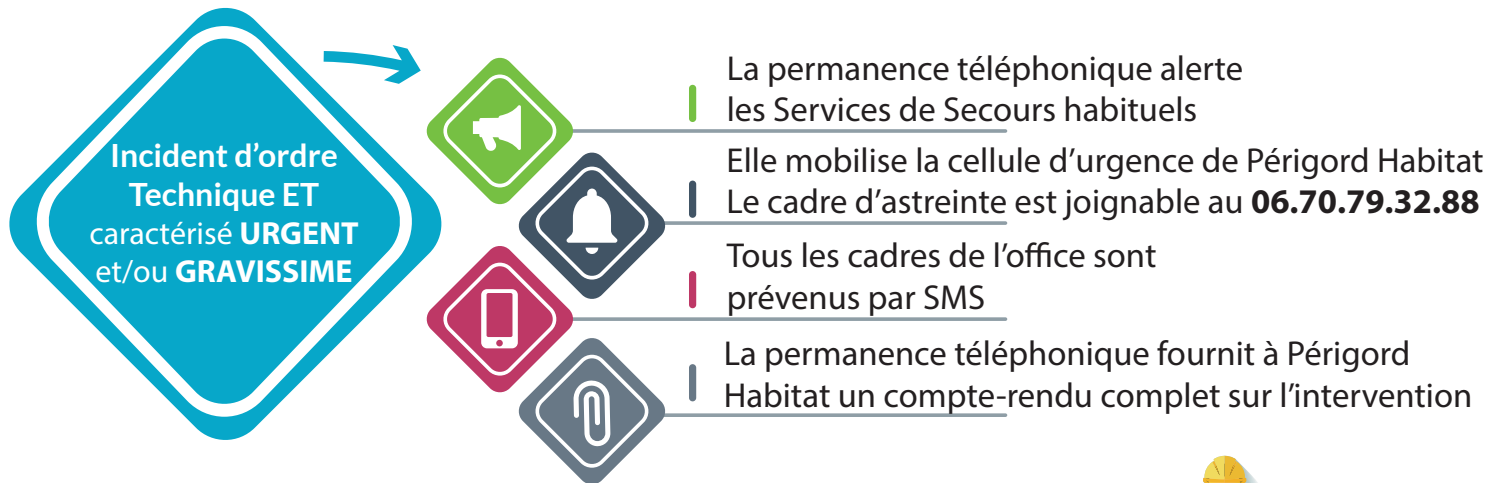 Incident d'ordre
Technique ET
caractérisé URGENT
et/ou GRAVISSIME
La permanence téléphonique alerte
les Services de Secours habituels
Elle mobilise la cellule d'urgence de Périgord Habitat
Le cadre d'astreinte est joignable au 06.70.79.32.88
Tous les cadres de l'office sont
prévenus par SMS
La permanence téléphonique fournit à Périgord
Habitat un compte-rendu complet sur l'intervention